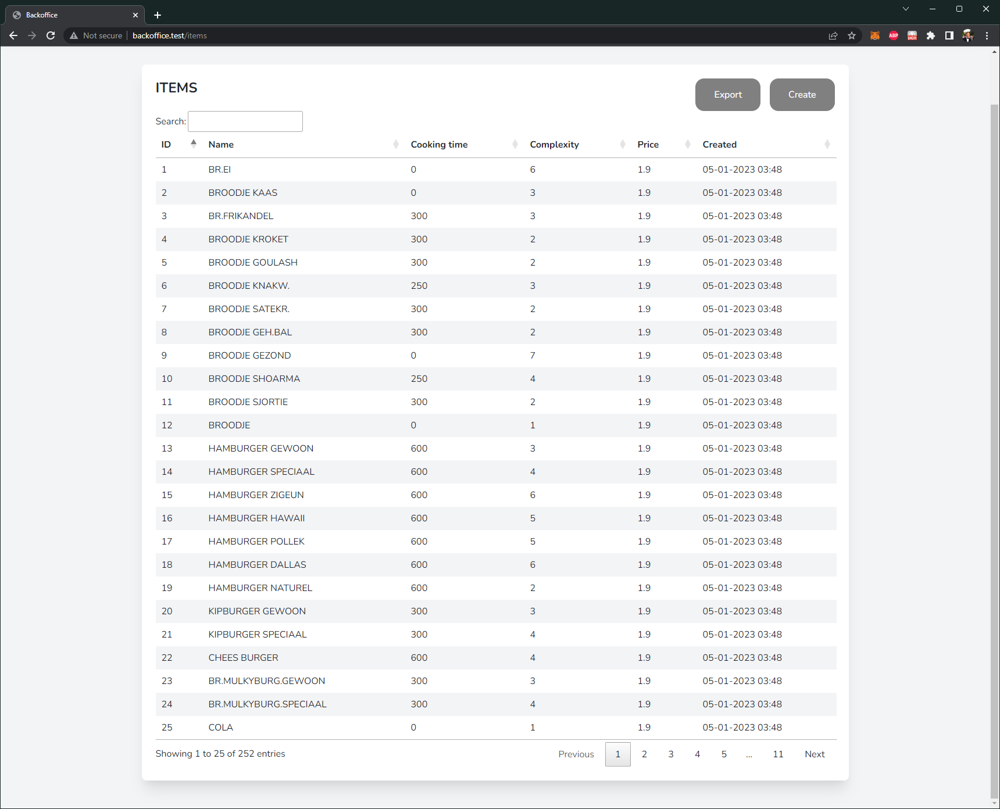 Backoffice
Not secure backoffice.test/items
ABP
LOGIN
ITEMS
Export Create
Search:
ID Name Cooking time Complexity Price Created
1 BR.EI 0 6 1.9 05-01-2023 03:48
2 BROODJE KAAS 0 3 1.9 05-01-2023 03:48
3 BR.FRIKANDEL 300 3 1.9 05-01-2023 03:48
4 BROODJE KROKET 300 2 1.9 05-01-2023 03:48
5 BROODJE GOULASH 300 2 1.9 05-01-2023 03:48
6 BROODJE KNAKW. 250 3 1.9 05-01-2023 03:48
7 BROODJE SATEKR. 300 2 1.9 05-01-2023 03:48
8 BROODJE GEH.BAL 300 2 1.9 05-01-2023 03:48
9 BROODJE GEZOND 0 7 1.9 05-01-2023 03:48
10 BROODJE SHOARMA 250 4 1.9 05-01-2023 03:48
11 BROODJE SJORTIE 300 2 1.9 05-01-2023 03:48
12 BROODJE 0 1 1.9 05-01-2023 03:48
13 HAMBURGER GEWOON 600 3 1.9 05-01-2023 03:48
14 HAMBURGER SPECIAAL 600 4 1.9 05-01-2023 03:48
15 HAMBURGER ZIGEUN 600 6 1.9 05-01-2023 03:48
16 HAMBURGER HAWAII 600 5 1.9 05-01-2023 03:48
17 HAMBURGER POLLEK 600 5 1.9 05-01-2023 03:48
18 HAMBURGER DALLAS 600 6 1.9 05-01-2023 03:48
19 HAMBURGER NATUREL 600 2 1.9 05-01-2023 03:48
20 KIPBURGER GEWOON 300 3 1.9 05-01-2023 03:48
21 KIPBURGER SPECIAAL 300 4 1.9 05-01-2023 03:48
22 CHEES BURGER 600 4 1.9 05-01-2023 03:48
23 BR.MULKYBURG.GEWOON 300 3 1.9 05-01-2023 03:48
24 BR.MULKYBURG.SPECIAAL 300 4 1.9 05-01-2023 03:48
25 COLA 0 1 1.9 05-01-2023 03:48
Showing 1 to 25 of 252 entries Previous 1 2 3 4 5 … 11 Next